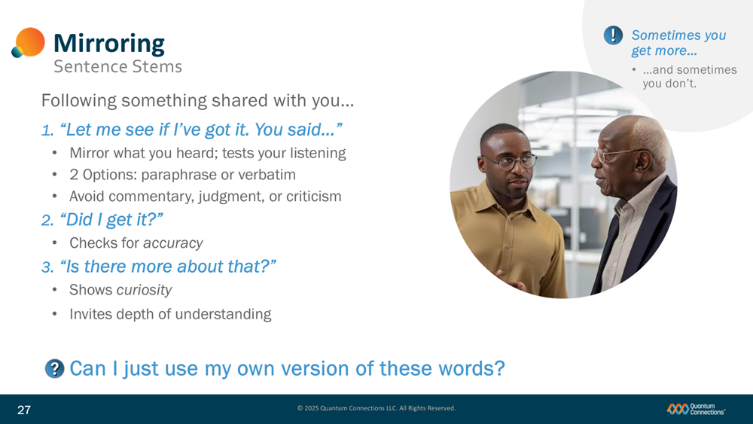 Mirroring
Sentence Stems
Following something shared with you...
1. “Let me see if I’ve got it. You said...”
• Mirror what you heard; tests your listening
• 2 Options: paraphrase or verbatim
• Avoid commentary, judgment, or criticism
2. “Did I get it?”
• Checks for accuracy
3. “Is there more about that?”
• Shows curiosity
• Invites depth of understanding
! Sometimes you
get more...
• ...and sometimes
you don’t.
? Can I just use my own version of these words?
27
© 2025 Quantum Connections LLC. All Rights Reserved.
Quantum
Connections